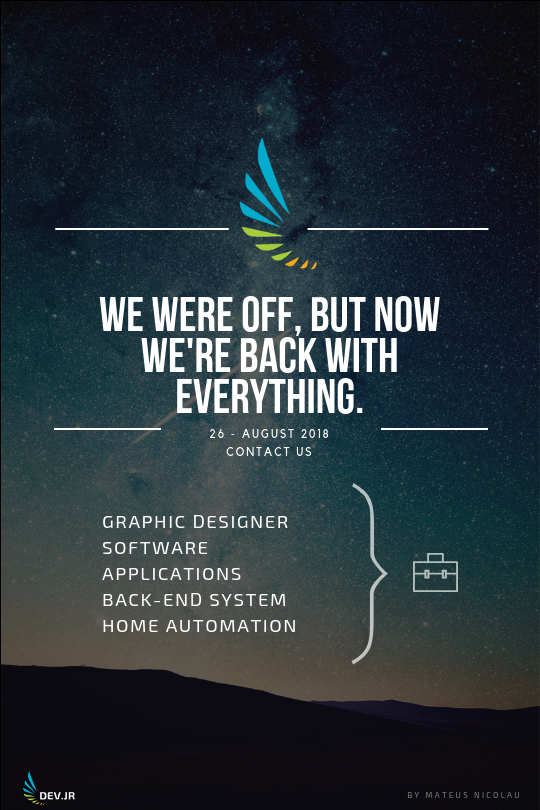 WE WERE OFF, BUT NOW
WE'RE BACK WITH
EVERYTHING.
26 - AUGUST 2018
CONTACT US
GRAPHIC DESIGNER
SOFTWARE
APPLICATIONS
BACK-END SYSTEM
HOME AUTOMATION
DEV.JR
BY MATEUS NICOLAU